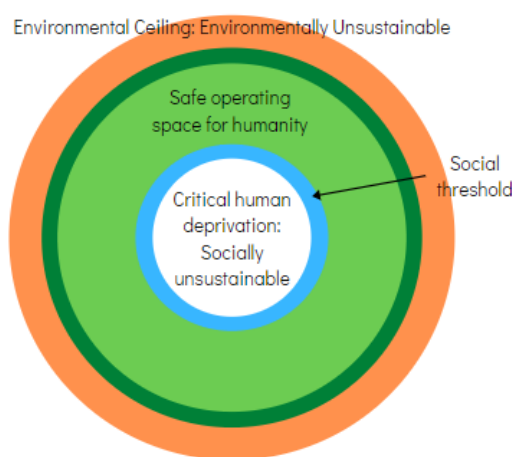 Environmental Ceiling: Environmentally Unsustainable
Safe operating
space for humanity
Social
threshold
Critical human
deprivation:
Socially
unsustainable